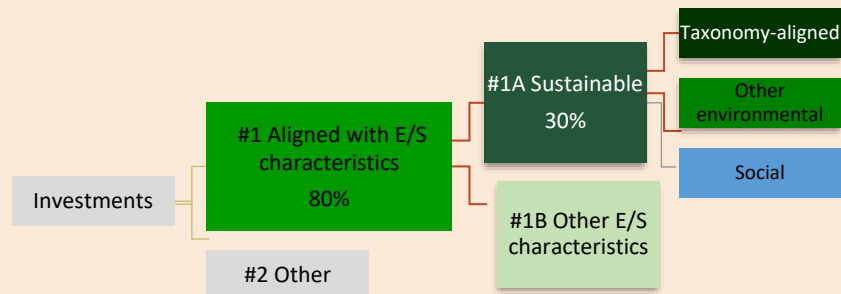 Investments
#1 Aligned with E/S
characteristics
80%
#2 Other
#1A Sustainable
30%
#1B Other E/S
characteristics
Taxonomy-aligned
Other
environmental
Social